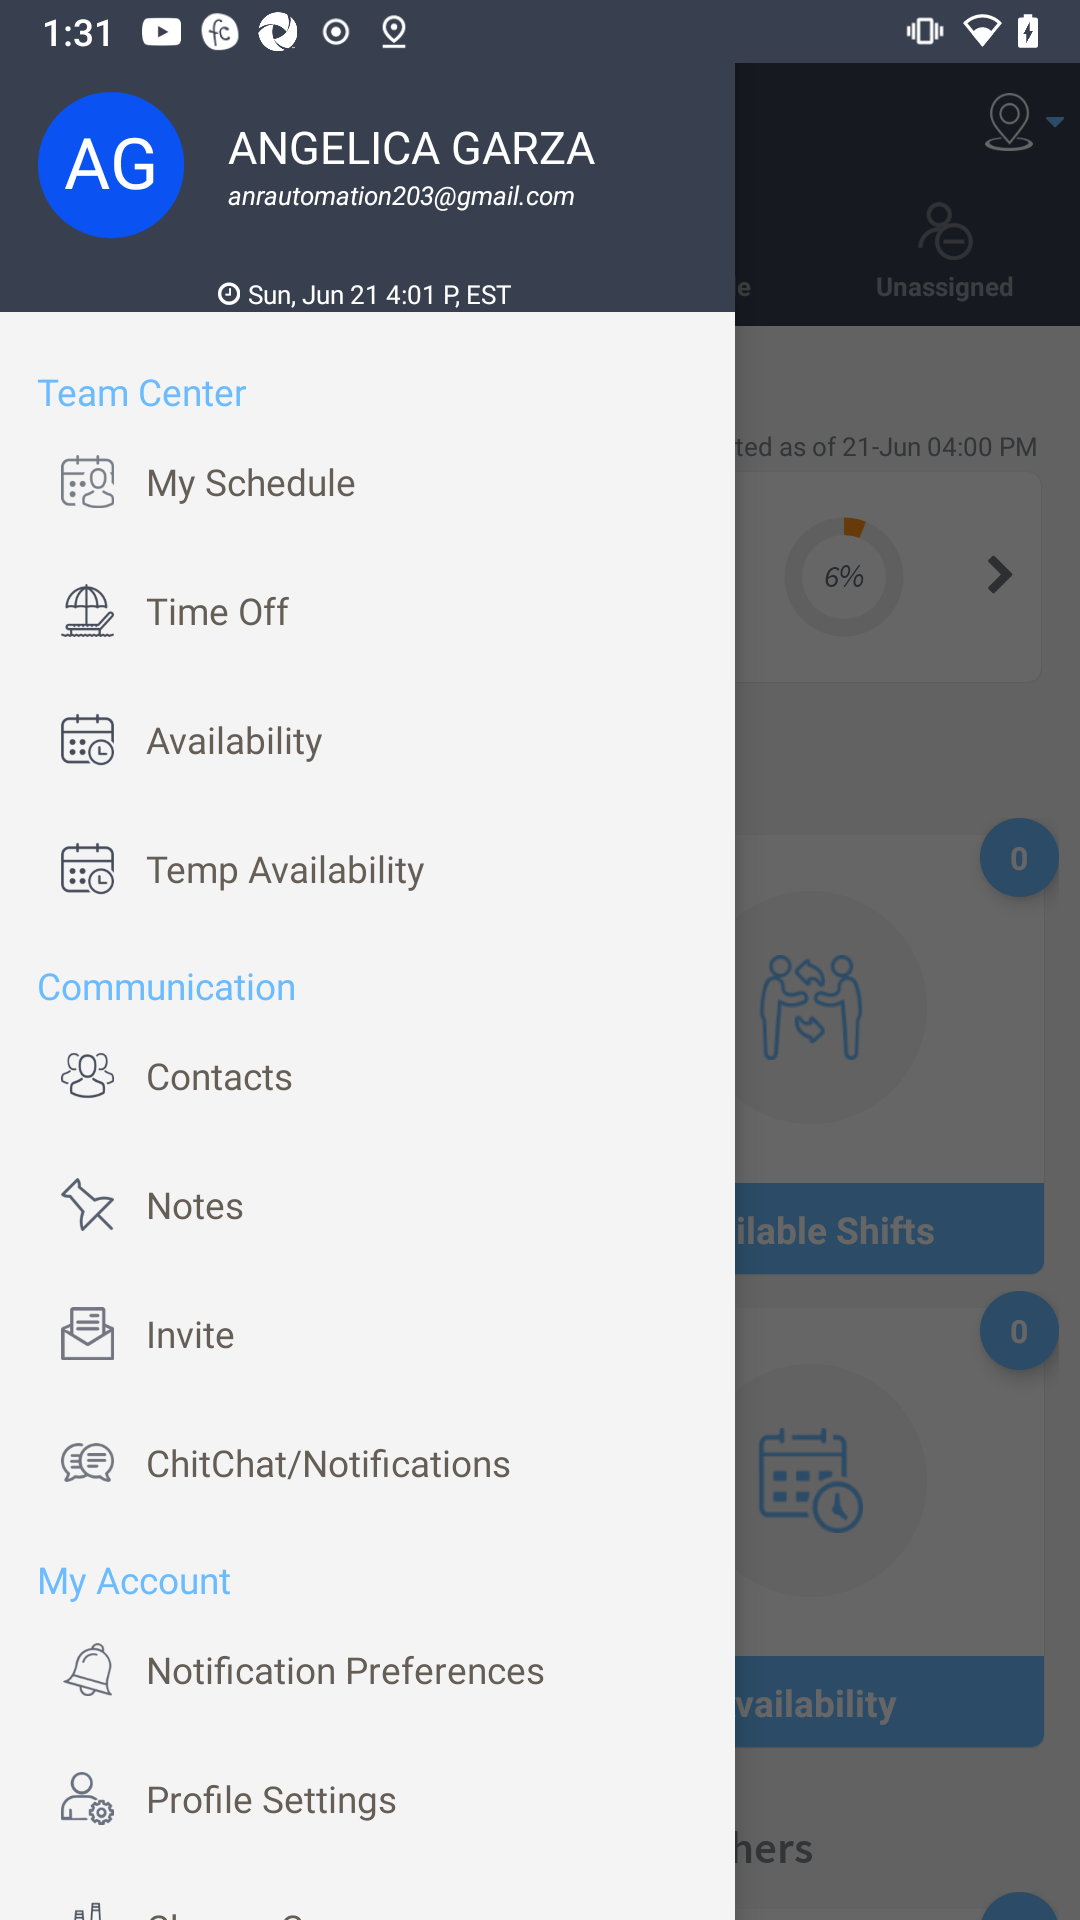 1:31
AG
ANGELICA GARZA
anrautomation203@gmail.com
Sun, Jun 21 4:01 P, EST
Unassigned
Team Center
ted as of 21-Jun 04:00 PM
My Schedule
6%
Time Off
Availability
0
Temp Availability
Communication
Contacts
Notes
ilable Shifts
Invite
0
ChitChat/Notifications
My Account
Notification Preferences
vailability
Profile Settings
hers